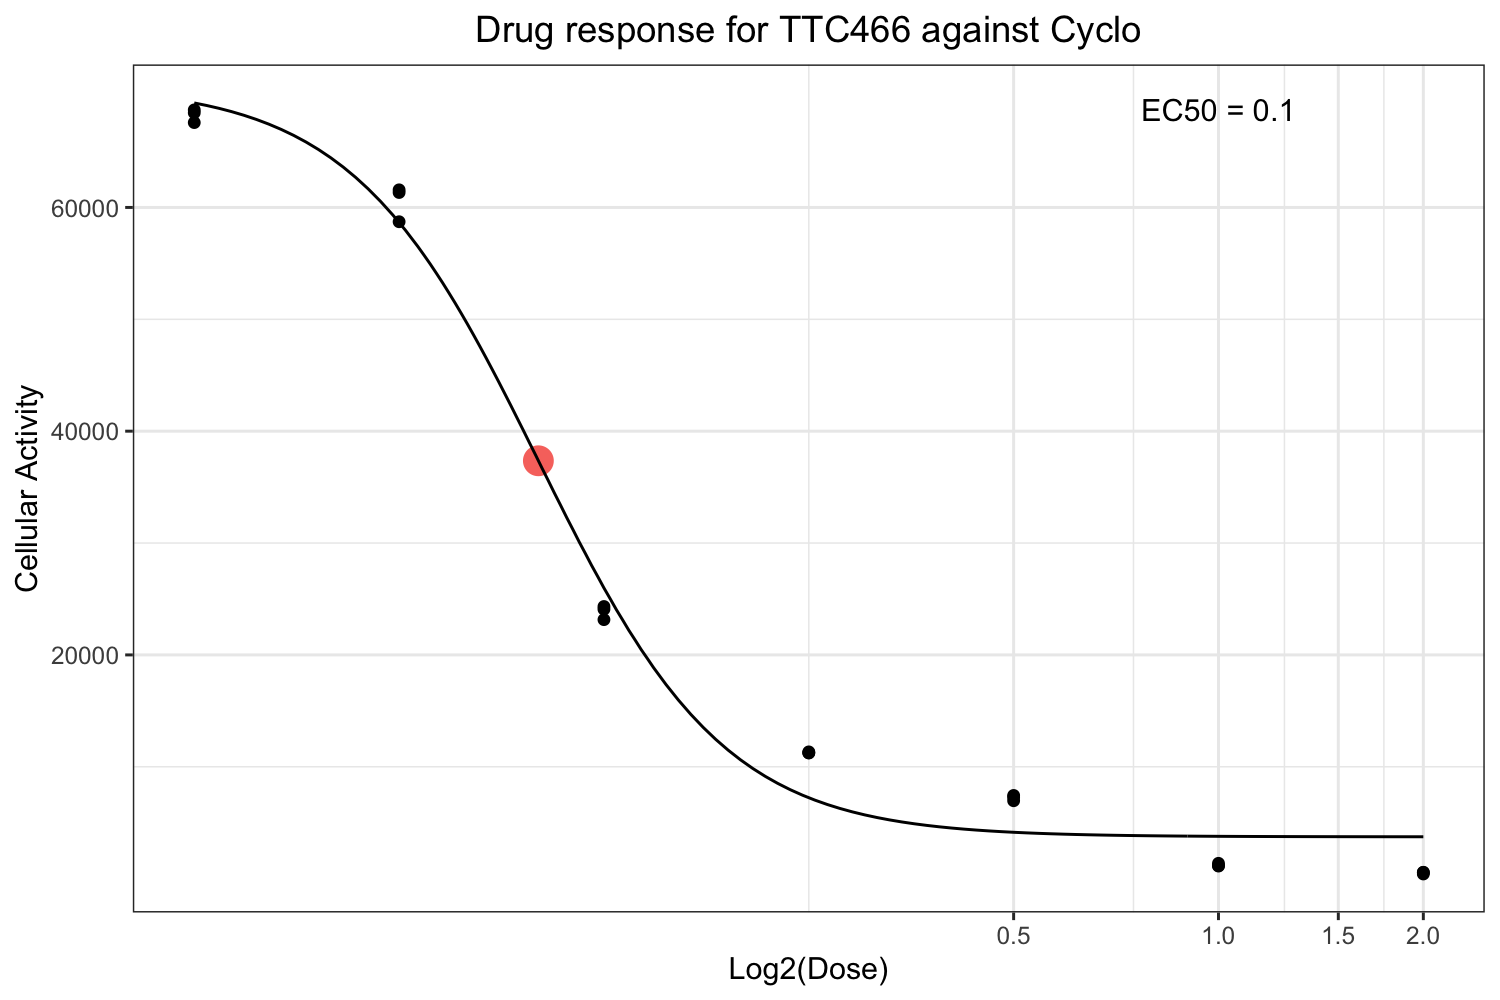 Drug response for TTC466 against Cyclo
EC50 = 0.1
Cellular Activity
60000
40000
20000
0.5 1.0 1.5 2.0
Log2(Dose)